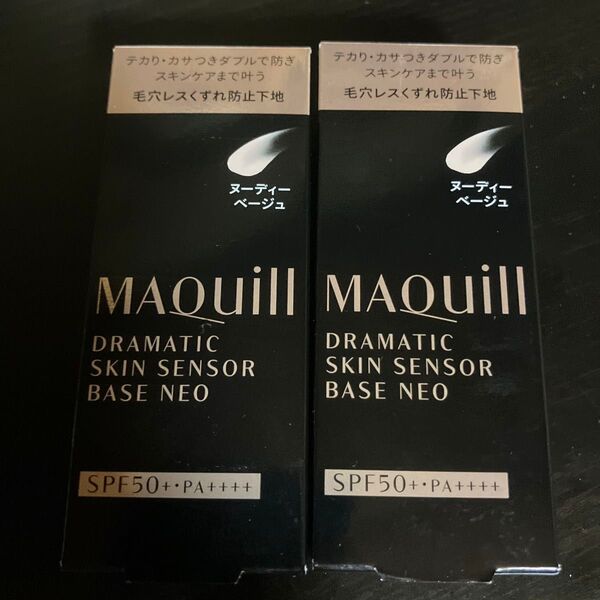 テカリ・カサつきダブルで防ぎ
スキンケアまで叶う
毛穴レスくずれ防止下地
ヌーディー
ベージュ
MAQuill
DRAMATIC
SKIN SENSOR
BASE NEO
SPF50+・PA++++
テカリ・カサつきダブルで防ぎ
スキンケアまで叶う
毛穴レスくずれ防止下地
ヌーディー
ベージュ
MAQuill
DRAMATIC
SKIN SENSOR
BASE NEO
SPF50+・PA++++